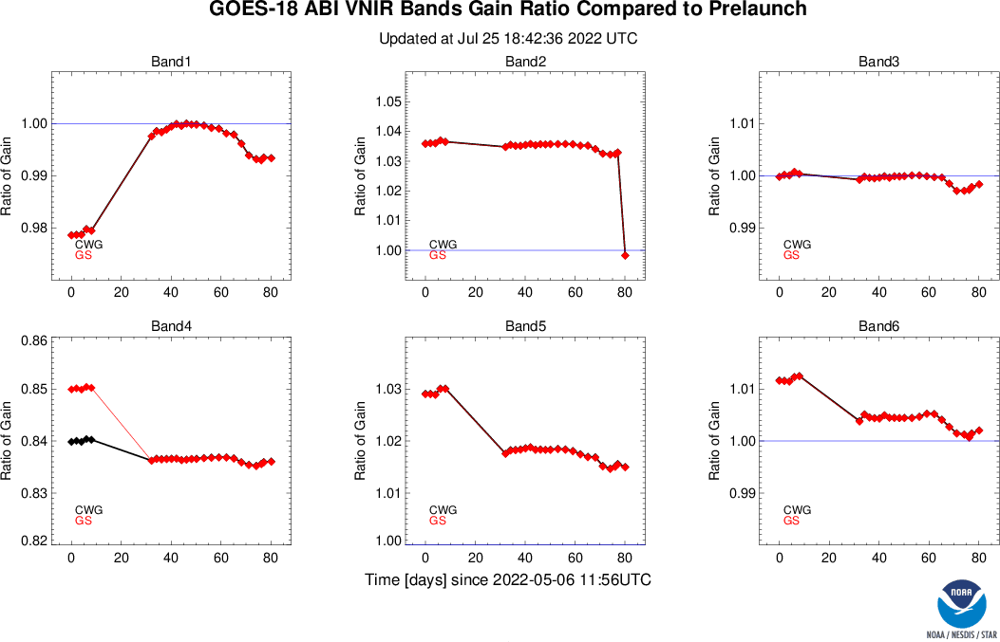 GOES-18 ABI VNIR Bands Gain Ratio Compared to Prelaunch
Updated at Jul 25 18:42:36 2022 UTC
Band1
Ratio of Gain
1.00
0.99
0.98
CWG
GS
0 20 40 60 80
Band2
Ratio of Gain
1.05
1.04
1.03
1.02
1.01
1.00
CWG
GS
0 20 40 60 80
Band3
Ratio of Gain
1.01
1.00
0.99
CWG
GS
0 20 40 60 80
Band4
Ratio of Gain
0.86
0.85
0.84
0.83
0.82
CWG
GS
0 20 40 60 80
Band5
Ratio of Gain
1.03
1.02
1.01
1.00
CWG
GS
0 20 40 60 80
Band6
Ratio of Gain
1.01
1.00
0.99
CWG
GS
0 20 40 60 80
Time [days] since 2022-05-06 11:56UTC
NOAA
NOAA / NESDIS / STAR